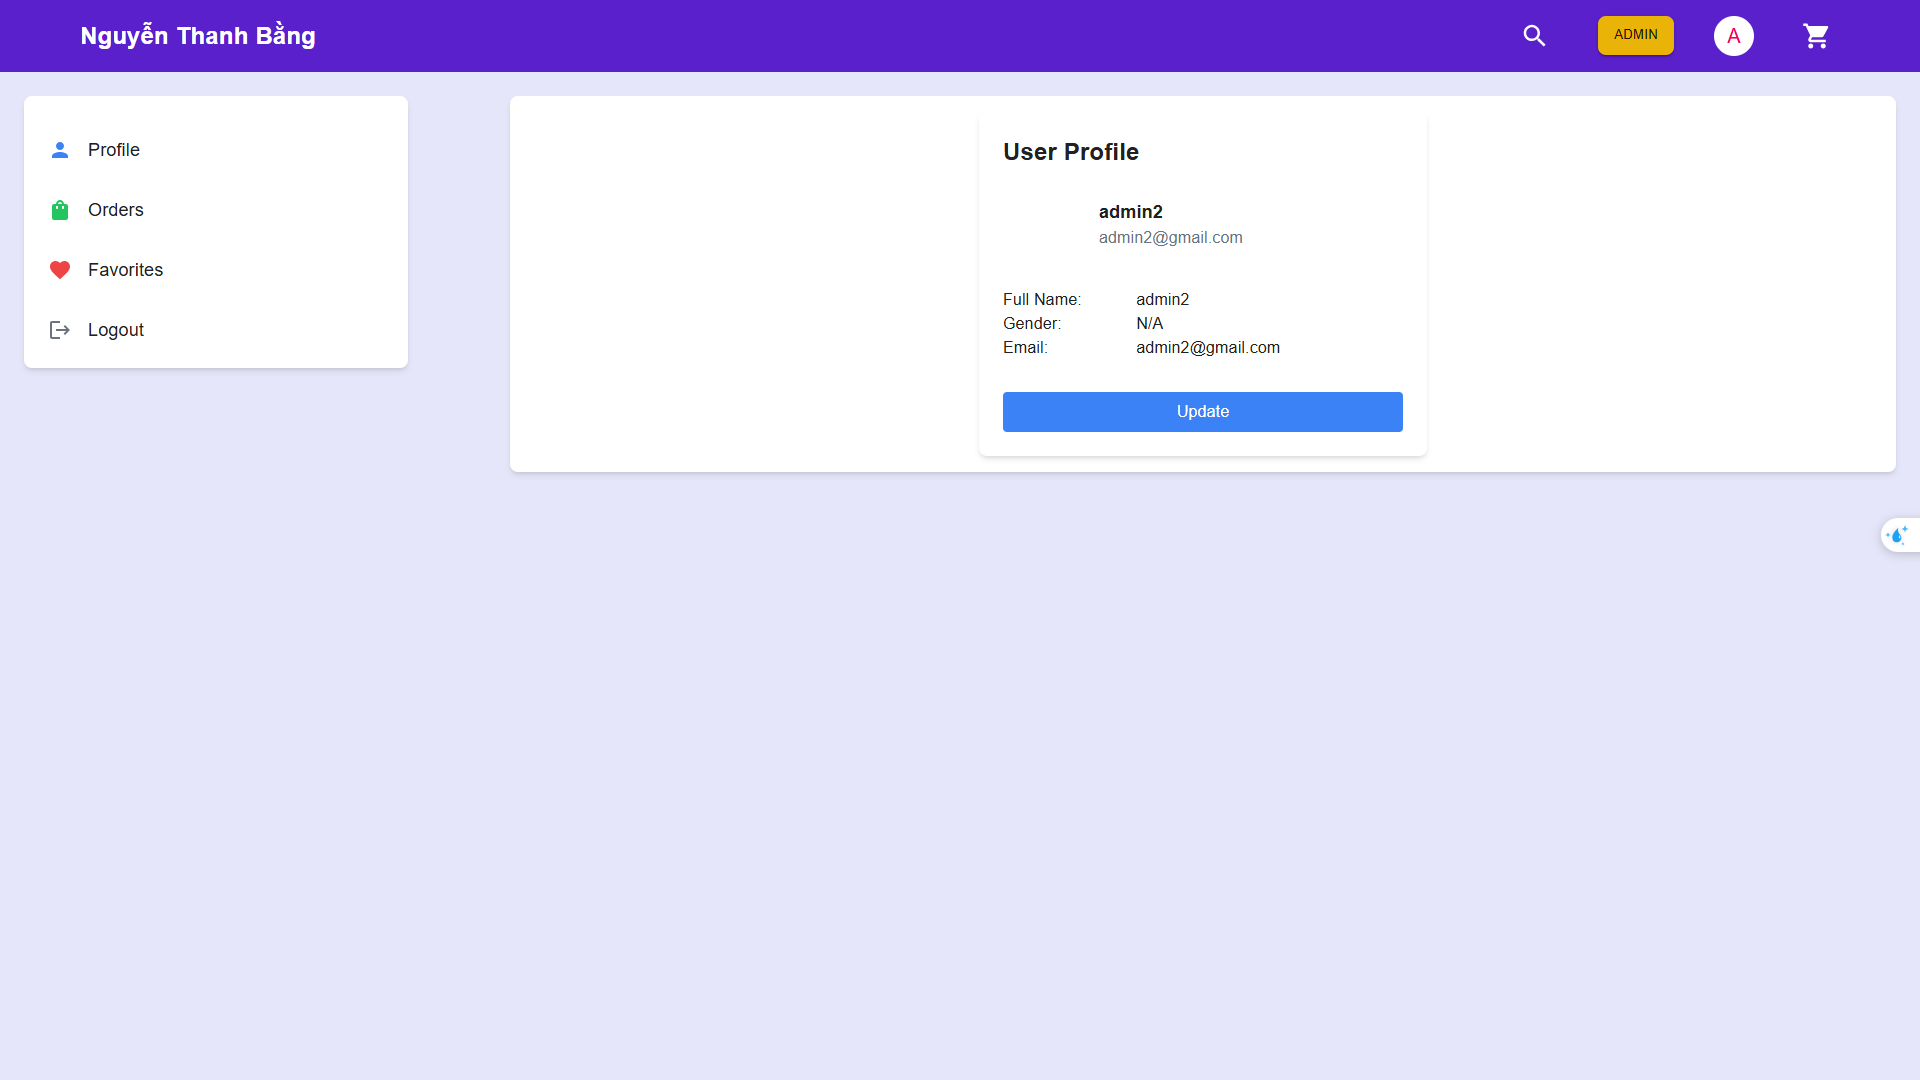 Nguyễn Thanh Bằng
ADMIN
A
Profile
Orders
Favorites
Logout
User Profile
admin2
admin2@gmail.com
Full Name: admin2
Gender: N/A
Email: admin2@gmail.com
Update